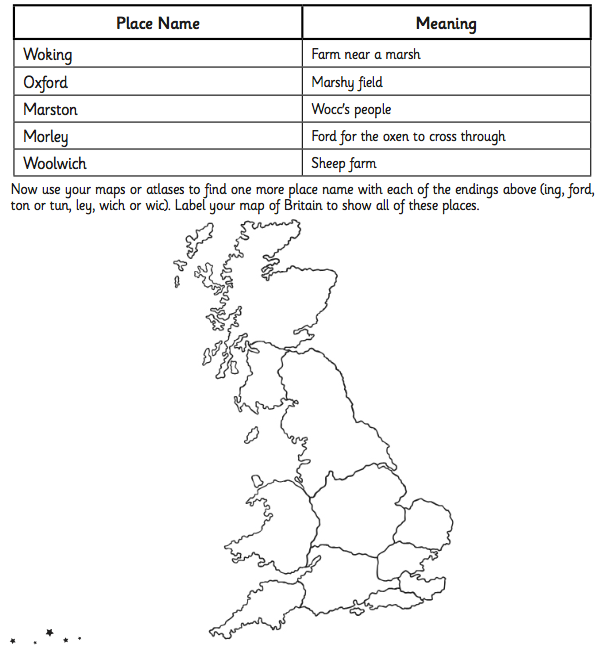 Place Name Meaning
Woking Farm near a marsh
Oxford Marshy field
Marston Wocc's people
Morley Ford for the oxen to cross through
Woolwich Sheep farm
Now use your maps or atlases to find one more place name with each of the endings above (ing, ford,
ton or tun, ley, wich or wic). Label your map of Britain to show all of these places.